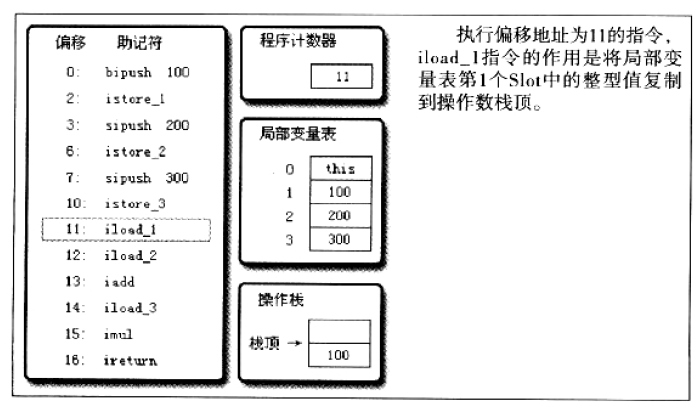 偏移 助记符
0: bipush 100
2: istore_1
3: sipush 200
6: istore_2
7: sipush 300
10: istore_3
11: iload_1
12: iload_2
13: iadd
14: iload_3
15: imul
16: ireturn
程序计数器
11
局部变量表
0 this
1 100
2 200
3 300
操作栈
栈顶 →
100
执行偏移地址为11的指令，
iload_1指令的作用是将局部变
量表第1个Slot中的整型值复制
到操作数栈顶。